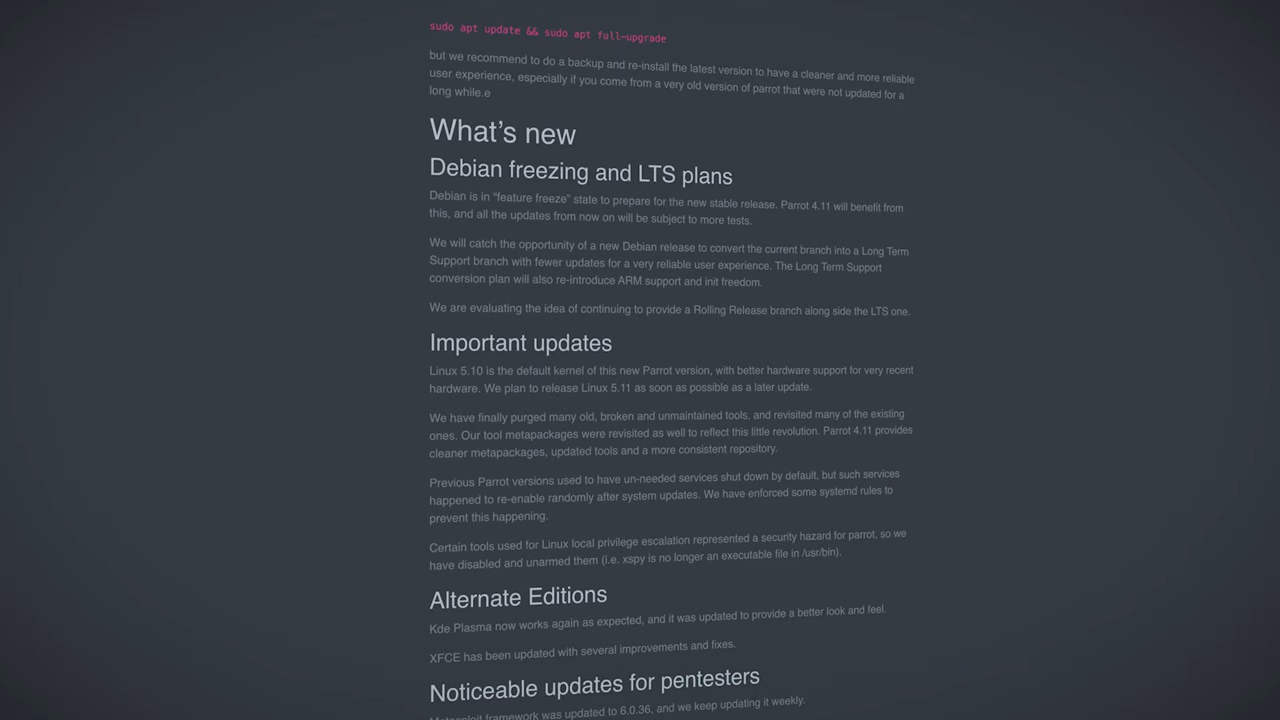 sudo apt update && sudo apt full-upgrade
but we recommend to do a backup and re-install the latest version to have a cleaner and more reliable
user experience, especially if you come from a very old version of parrot that were not updated for a
long while.e
What's new
Debian freezing and LTS plans
Debian is in “feature freeze” state to prepare for the new stable release. Parrot 4.11 will benefit from
this, and all the updates from now on will be subject to more tests.
We will catch the opportunity of a new Debian release to convert the current branch into a Long Term
Support branch with fewer updates for a very reliable user experience. The Long Term Support
conversion plan will also re-introduce ARM support and init freedom.
We are evaluating the idea of continuing to provide a Rolling Release branch along side the LTS one.
Important updates
Linux 5.10 is the default kernel of this new Parrot version, with better hardware support for very recent
hardware. We plan to release Linux 5.11 as soon as possible as a later update.
We have finally purged many old, broken and unmaintained tools, and revisited many of the existing
ones. Our tool metapackages were revisited as well to reflect this little revolution. Parrot 4.11 provides
cleaner metapackages, updated tools and a more consistent repository.
Previous Parrot versions used to have un-needed services shut down by default, but such services
happened to re-enable randomly after system updates. We have enforced some systemd rules to
prevent this happening.
Certain tools used for Linux local privilege escalation represented a security hazard for parrot, so we
have disabled and unarmed them (i.e. xspy is no longer an executable file in /usr/bin).
Alternate Editions
Kde Plasma now works again as expected, and it was updated to provide a better look and feel.
XFCE has been updated with several improvements and fixes.
Noticeable updates for pentesters
Metasploit framework was updated to 6.0.36, and we keep updating it weekly.